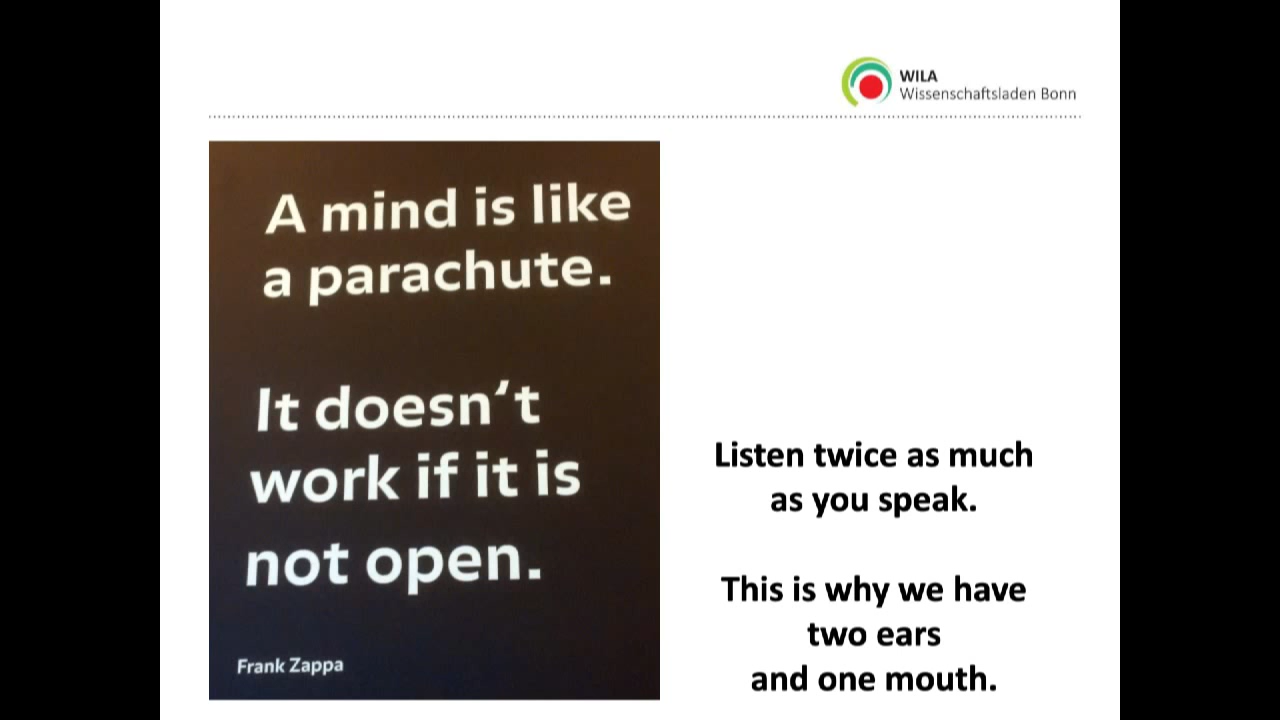 WILA
Wissenschaftsladen Bonn
A mind is like
a parachute.
It doesn‘t
work if it is
not open.
Frank Zappa
Listen twice as much
as you speak.
This is why we have
two ears
and one mouth.